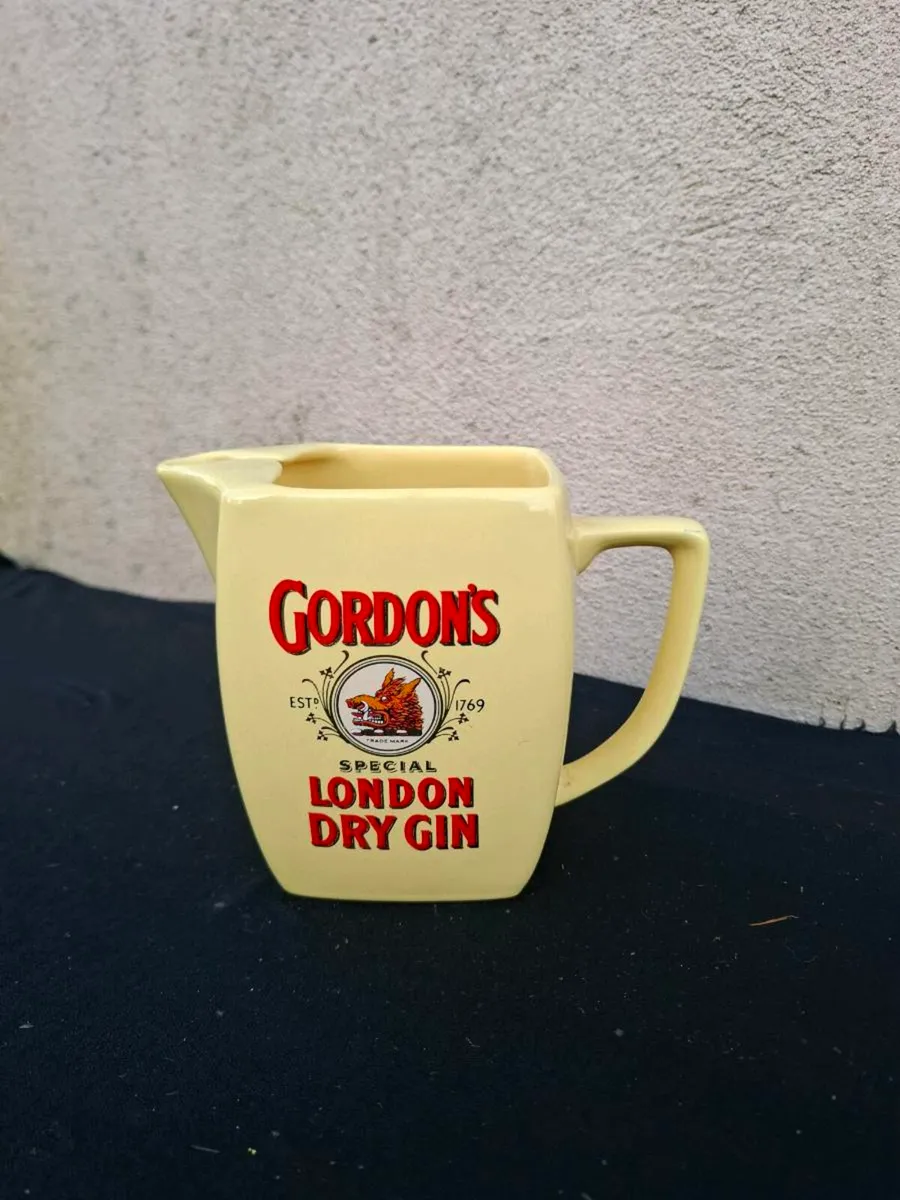 GORDON'S
ESTD 1769
TRADE MARK
SPECIAL
LONDON
DRY GIN